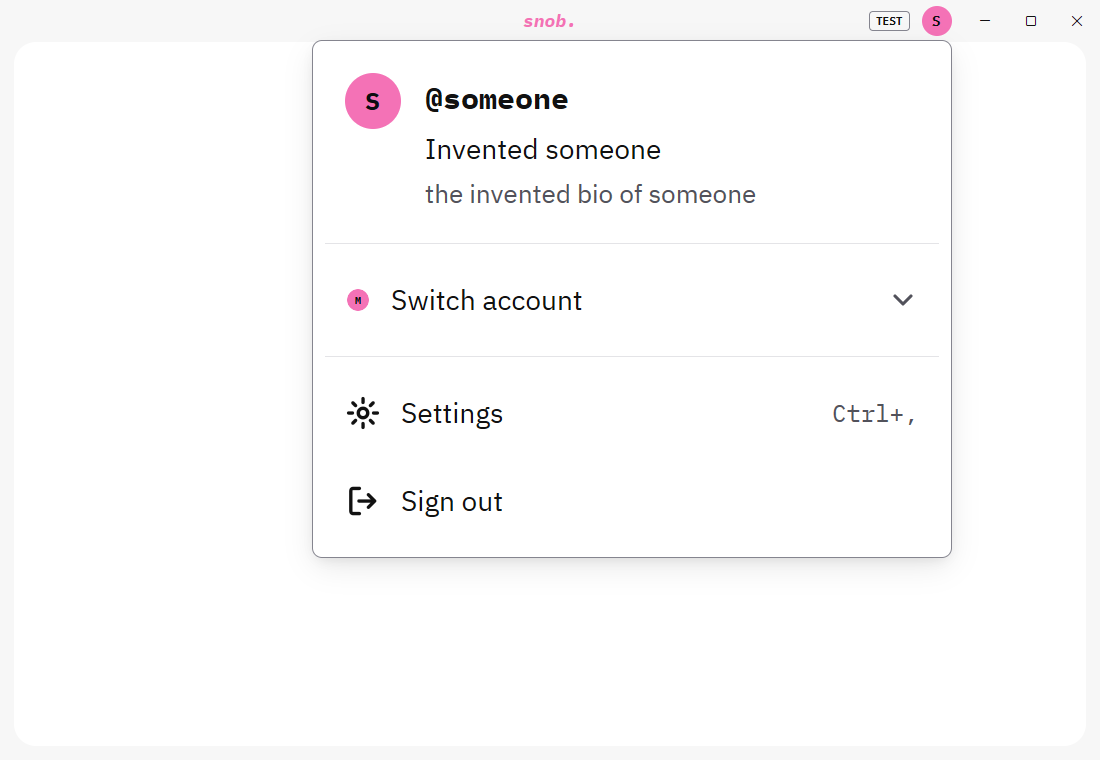 snob.
TEST
S
S
@someone
Invented someone
the invented bio of someone
M
Switch account
Settings
Ctrl+,
Sign out